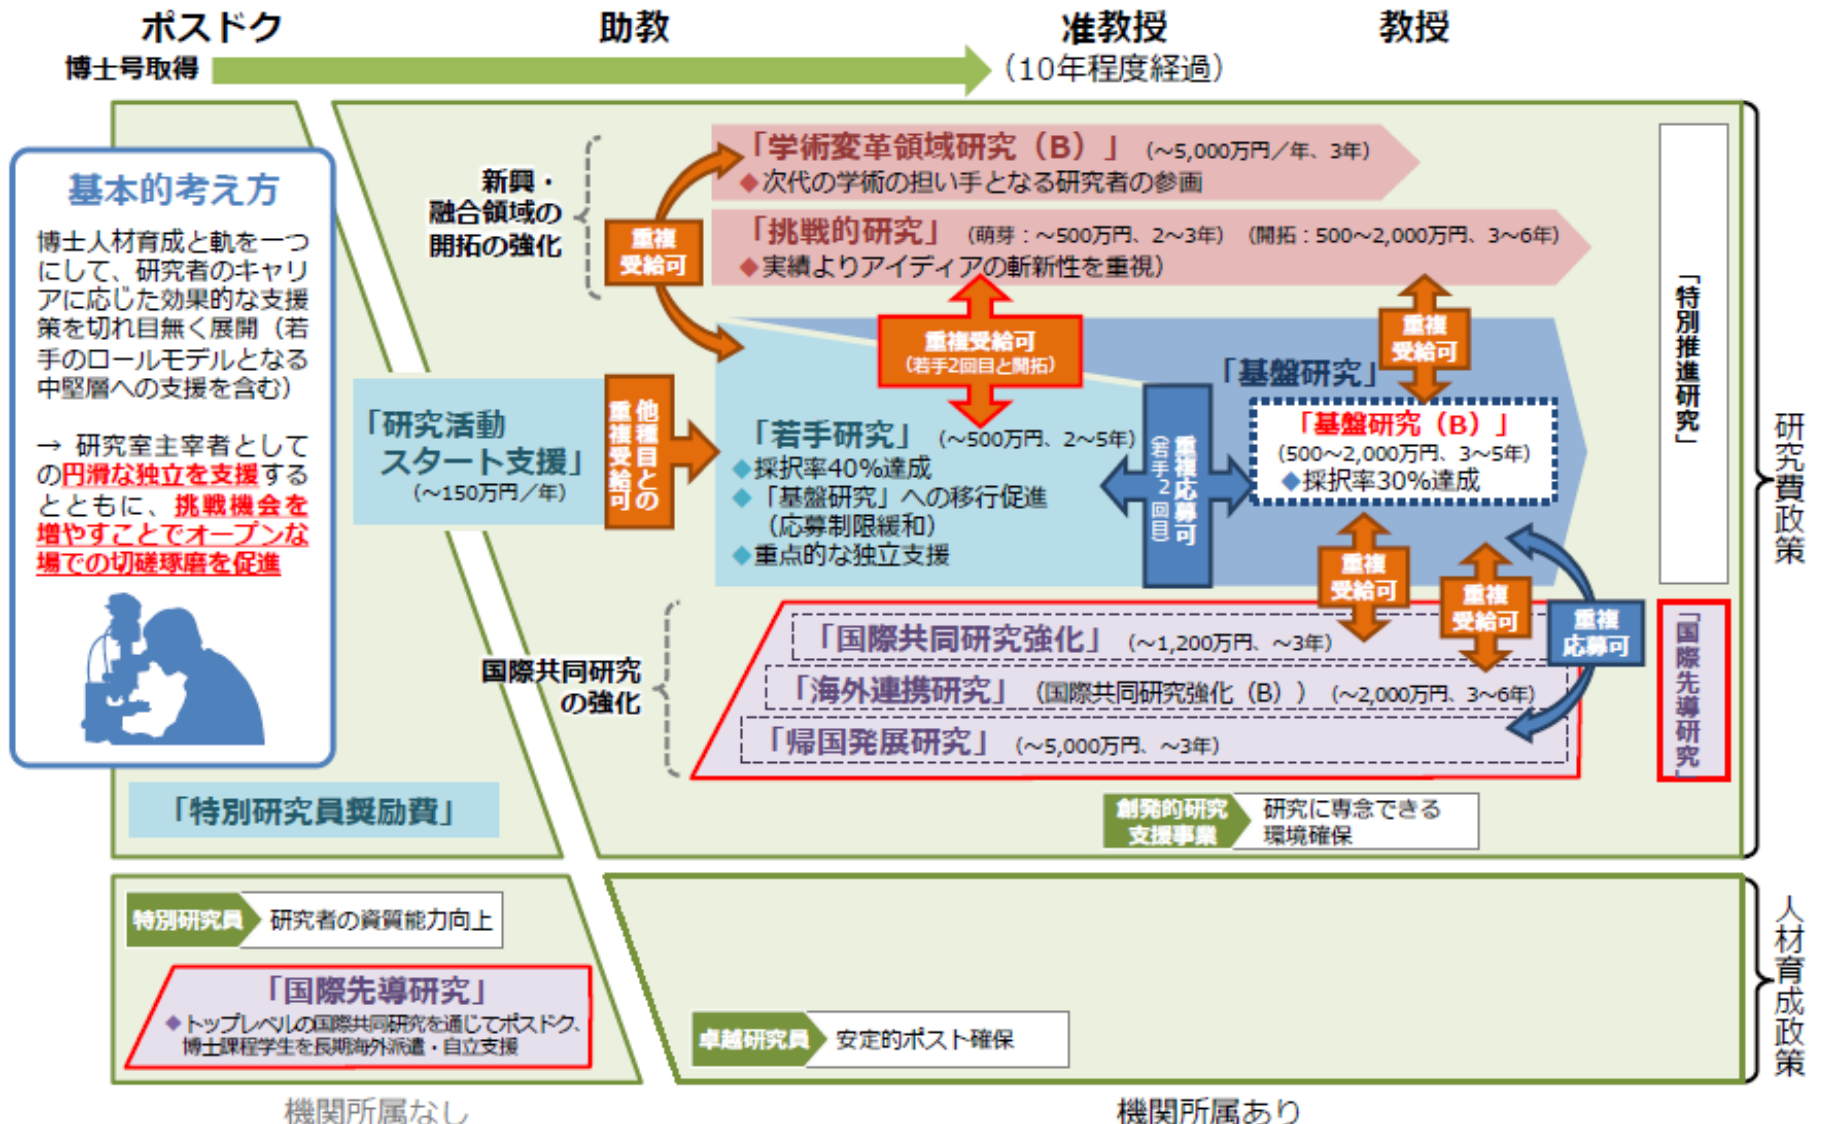 ポスドク
助教
准教授
教授
博士号取得
（10年程度経過）
基本的考え方
博士人材育成と軌を一つ
にして、研究者のキャリ
アに応じた効果的な支援
策を切れ目無く展開（若
手のロールモデルとなる
中堅層への支援を含む）
→ 研究室主宰者として
の円滑な独立を支援する
とともに、挑戦機会を
増やすことでオープンな
場での切磋琢磨を促進
新興・
融合領域の
開拓の強化
重複
受給可
「学術変革領域研究（B）」（～5,000万円／年、3年）
◆次代の学術の担い手となる研究者の参画
「挑戦的研究」（萌芽：～500万円、2～3年）（開拓：500～2,000万円、3～6年）
◆実績よりアイディアの斬新性を重視）
重複受給可
（若手2回目と開拓）
重複
受給可
「研究活動
スタート支援」
（～150万円／年）
他種目との
重複受給可
「若手研究」（～500万円、2～5年）
◆採択率40%達成
◆「基盤研究」への移行促進
（応募制限緩和）
◆重点的な独立支援
重複応募可
（若手２回目）
「基盤研究」
「基盤研究（B）」
（500～2,000万円、3～5年）
◆採択率30%達成
重複
受給可
重複
受給可
重複
応募可
国際共同研究
の強化
「国際共同研究強化」（～1,200万円、～3年）
「海外連携研究」（国際共同研究強化（B））（～2,000万円、3～6年）
「帰国発展研究」（～5,000万円、～3年）
「特別推進研究」
「国際先導研究」
研究費政策
「特別研究員奨励費」
創発的研究
支援事業
研究に専念できる
環境確保
特別研究員
研究者の資質能力向上
「国際先導研究」
◆トップレベルの国際共同研究を通じてポスドク、
博士課程学生を長期海外派遣・自立支援
卓越研究員
安定的ポスト確保
人材育成政策
機関所属なし
機関所属あり